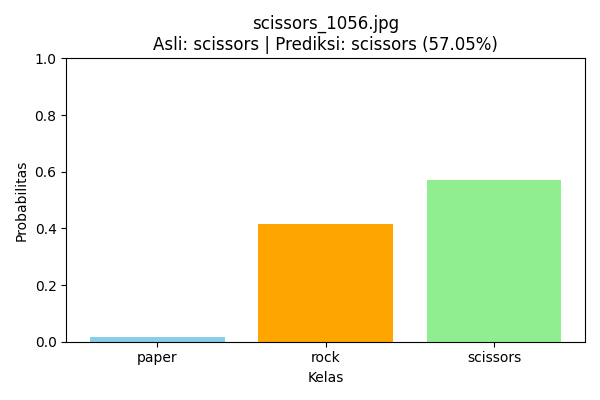 scissors_1056.jpg
Asli: scissors | Prediksi: scissors (57.05%)
1.0
0.8
0.6
0.4
0.2
0.0
Probabilitas
paper
rock
scissors
Kelas